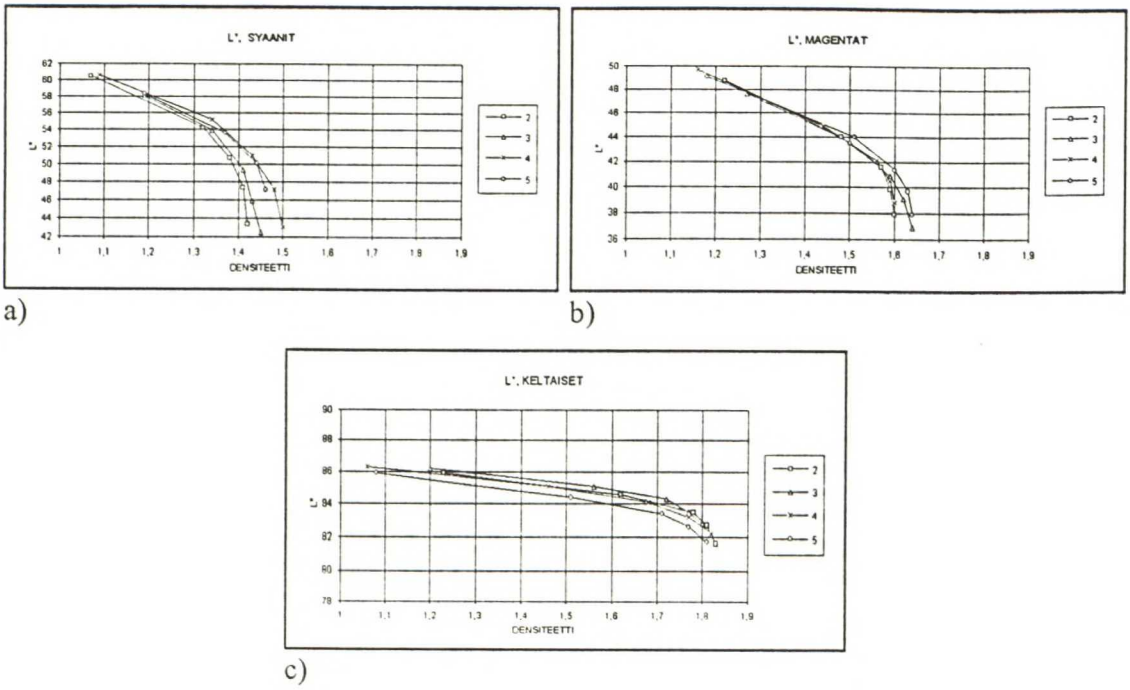 L*, SYAANIT
62
60
58
56
54
52
50
48
46
44
42
L*
1 1,1 1,2 1,3 1,4 1,5 1,6 1,7 1,8 1,9
DENSITEETTI
2
3
4
5
a)
L*, MAGENTAT
50
48
46
44
42
40
38
36
L*
1 1,1 1,2 1,3 1,4 1,5 1,6 1,7 1,8 1,9
DENSITEETTI
2
3
4
5
b)
L*, KELTAISET
90
88
86
84
82
80
78
L*
1 1,1 1,2 1,3 1,4 1,5 1,6 1,7 1,8 1,9
DENSITEETTI
2
3
4
5
c)